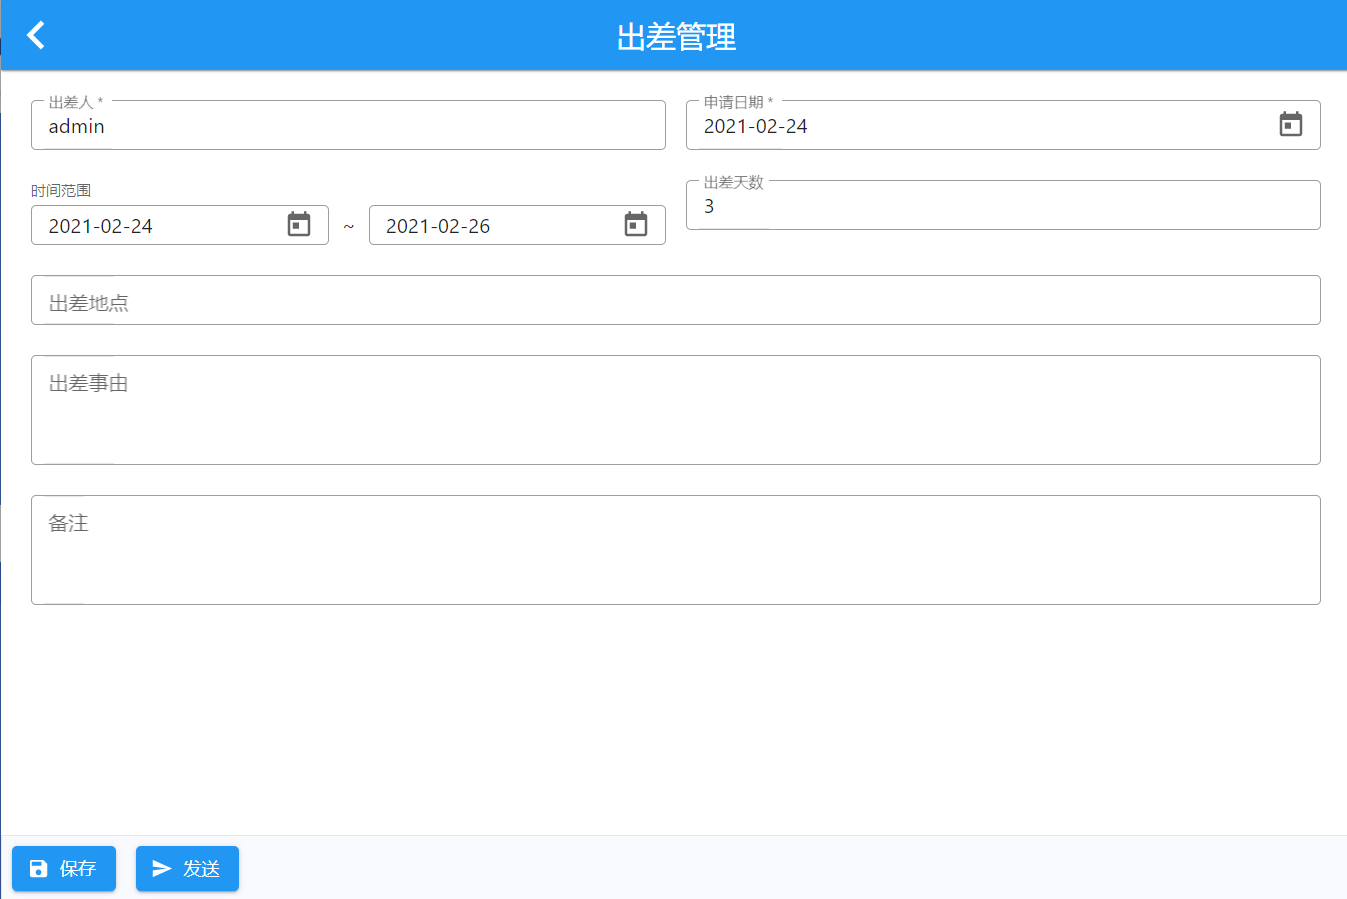 出差管理
出差人 *
admin
申请日期 *
2021-02-24
时间范围
2021-02-24 ~ 2021-02-26
出差天数
3
出差地点
出差事由
备注
保存
发送